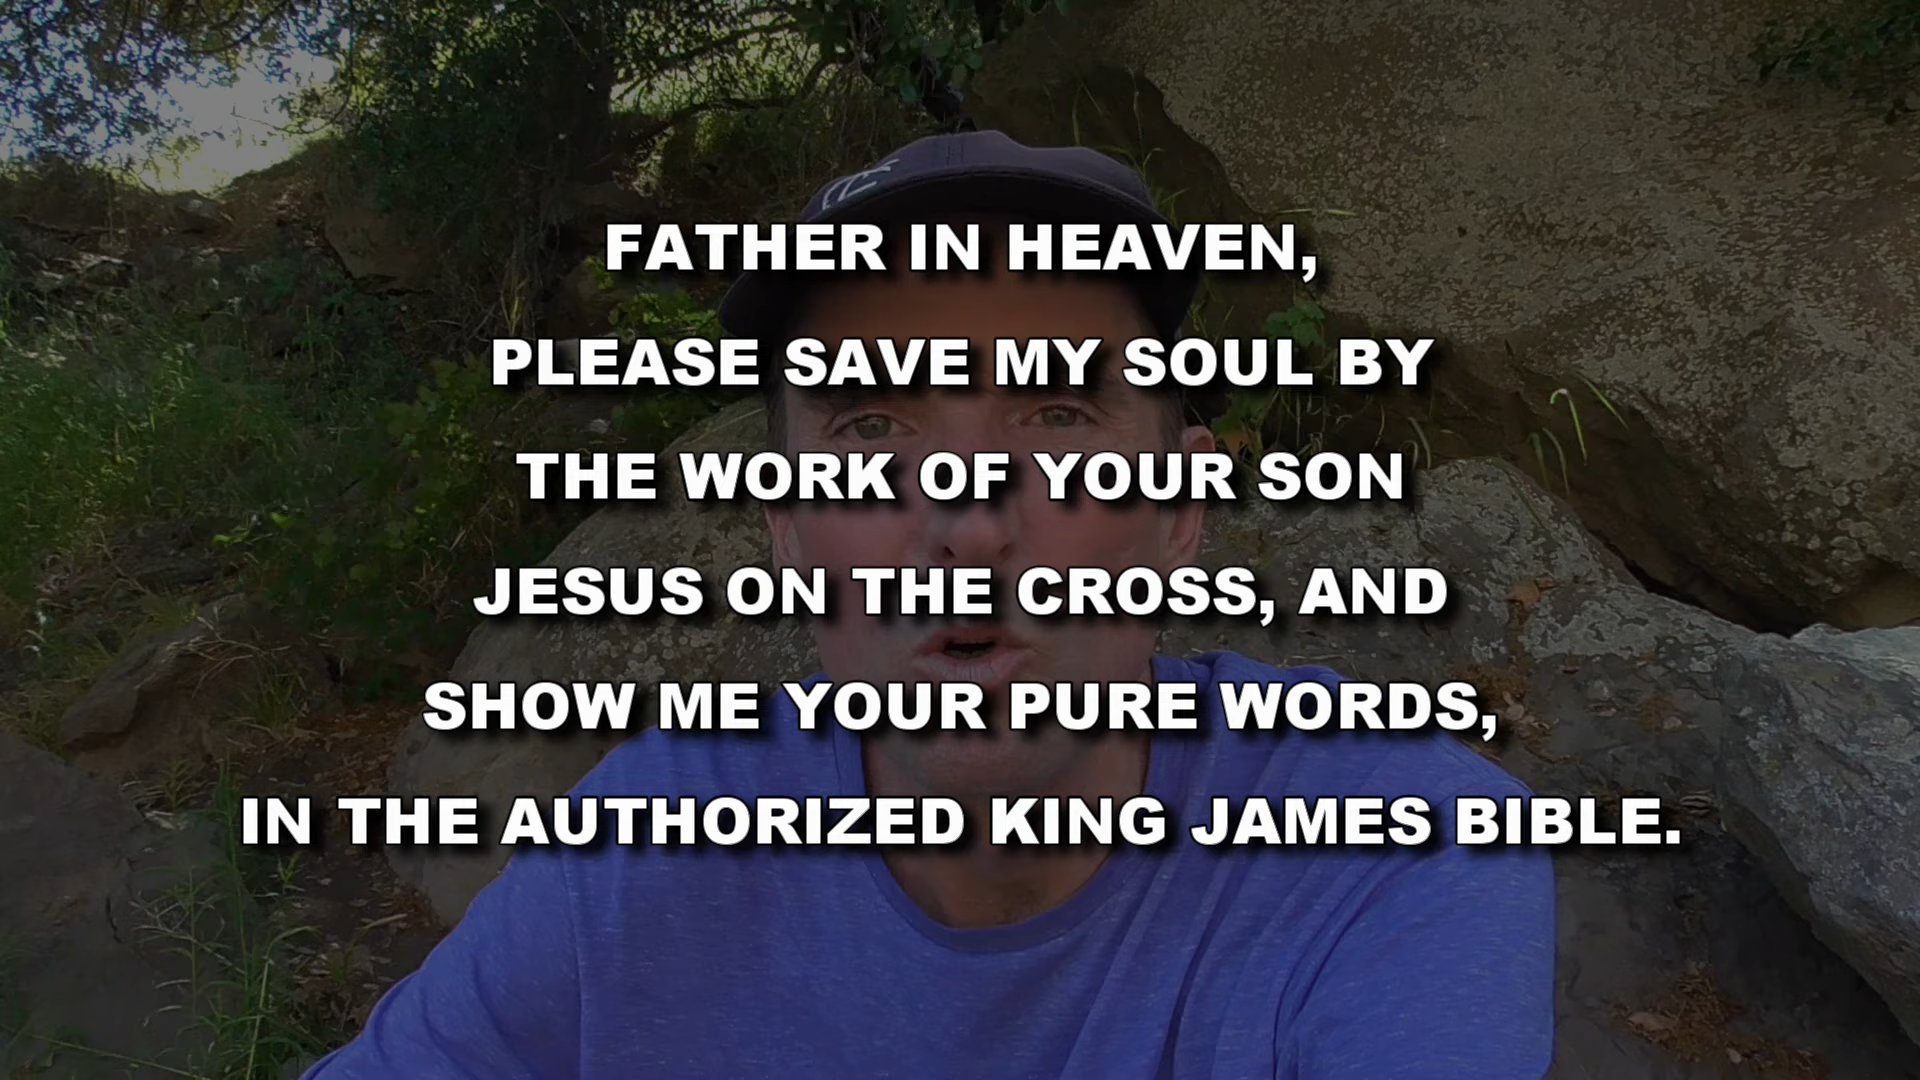 FATHER IN HEAVEN,
PLEASE SAVE MY SOUL BY
THE WORK OF YOUR SON
JESUS ON THE CROSS, AND
SHOW ME YOUR PURE WORDS,
IN THE AUTHORIZED KING JAMES BIBLE.